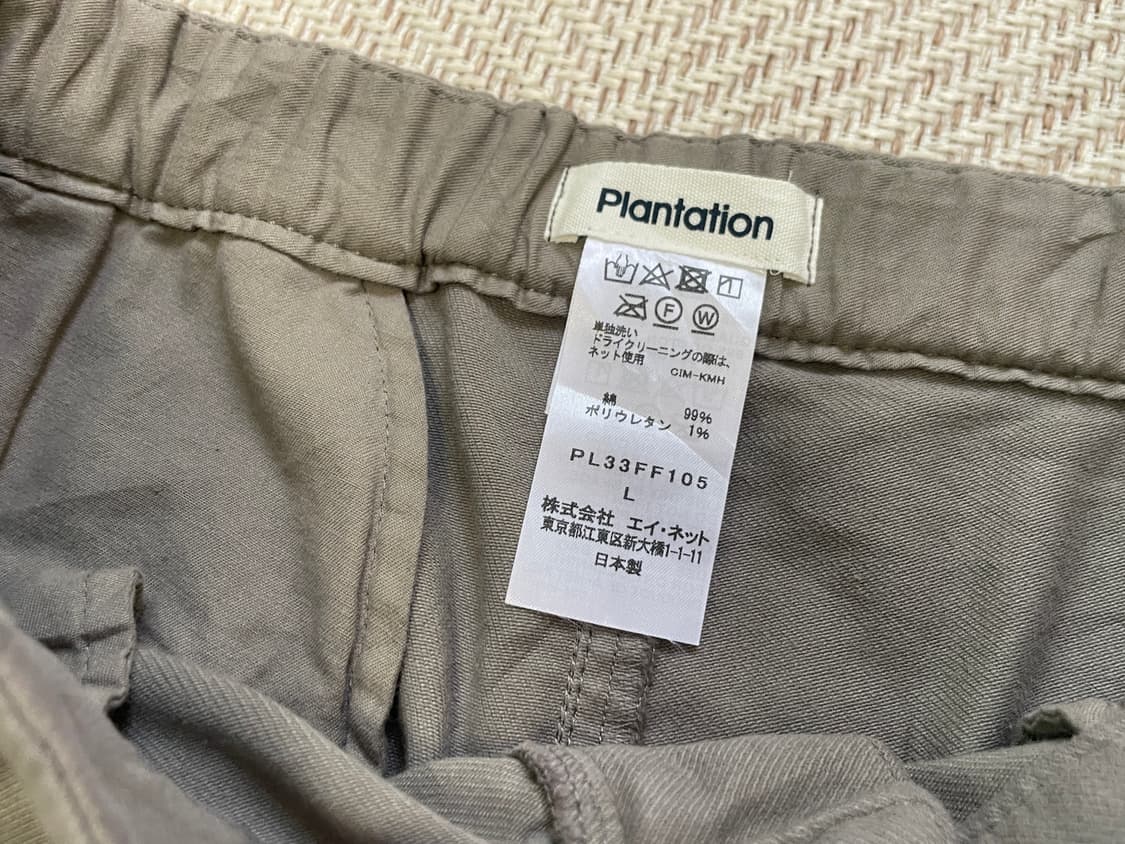 Plantation
F W
単独洗い
ドライクリーニングの際は、
ネット使用
CIM-KMH
綿 99%
ポリウレタン 1%
PL33FF105
L
株式会社 エイ・ネット
東京都江東区新大橋1-1-11
日本製